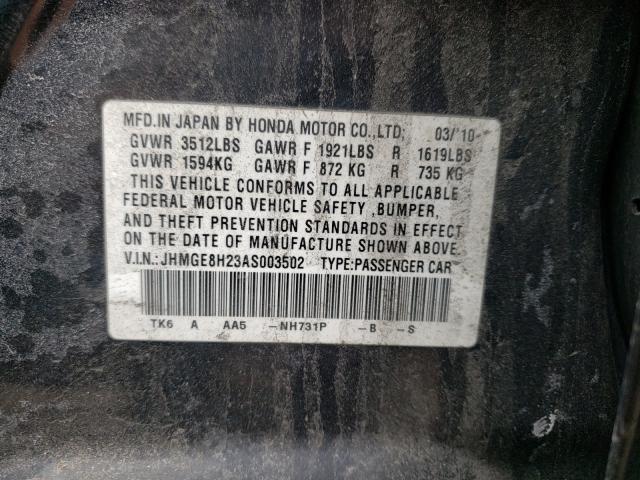 MFD.IN JAPAN BY HONDA MOTOR CO.,LTD; 03/'10
GVWR 3512LBS GAWR F 1921LBS R 1619LBS
GVWR 1594KG GAWR F 872 KG R 735 KG
THIS VEHICLE CONFORMS TO ALL APPLICABLE
FEDERAL MOTOR VEHICLE SAFETY ,BUMPER,
AND THEFT PREVENTION STANDARDS IN EFFECT
ON THE DATE OF MANUFACTURE SHOWN ABOVE.
V.I.N.: JHMGE8H23AS003502 TYPE:PASSENGER CAR
TK6 A AA5 -NH731P -B -S